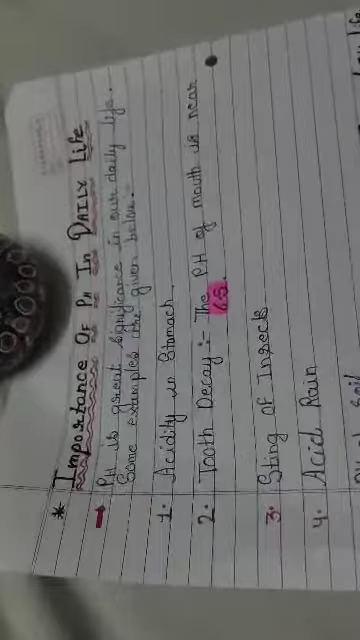 * Importance Of PH In Daily Life
→ PH is great significance in our daily life.
Some examples are given below.
1. Acidity in Stomach.
2. Tooth Decay: The PH of mouth is near
6.5.
3. Sting of Insects
4. Acid Rain